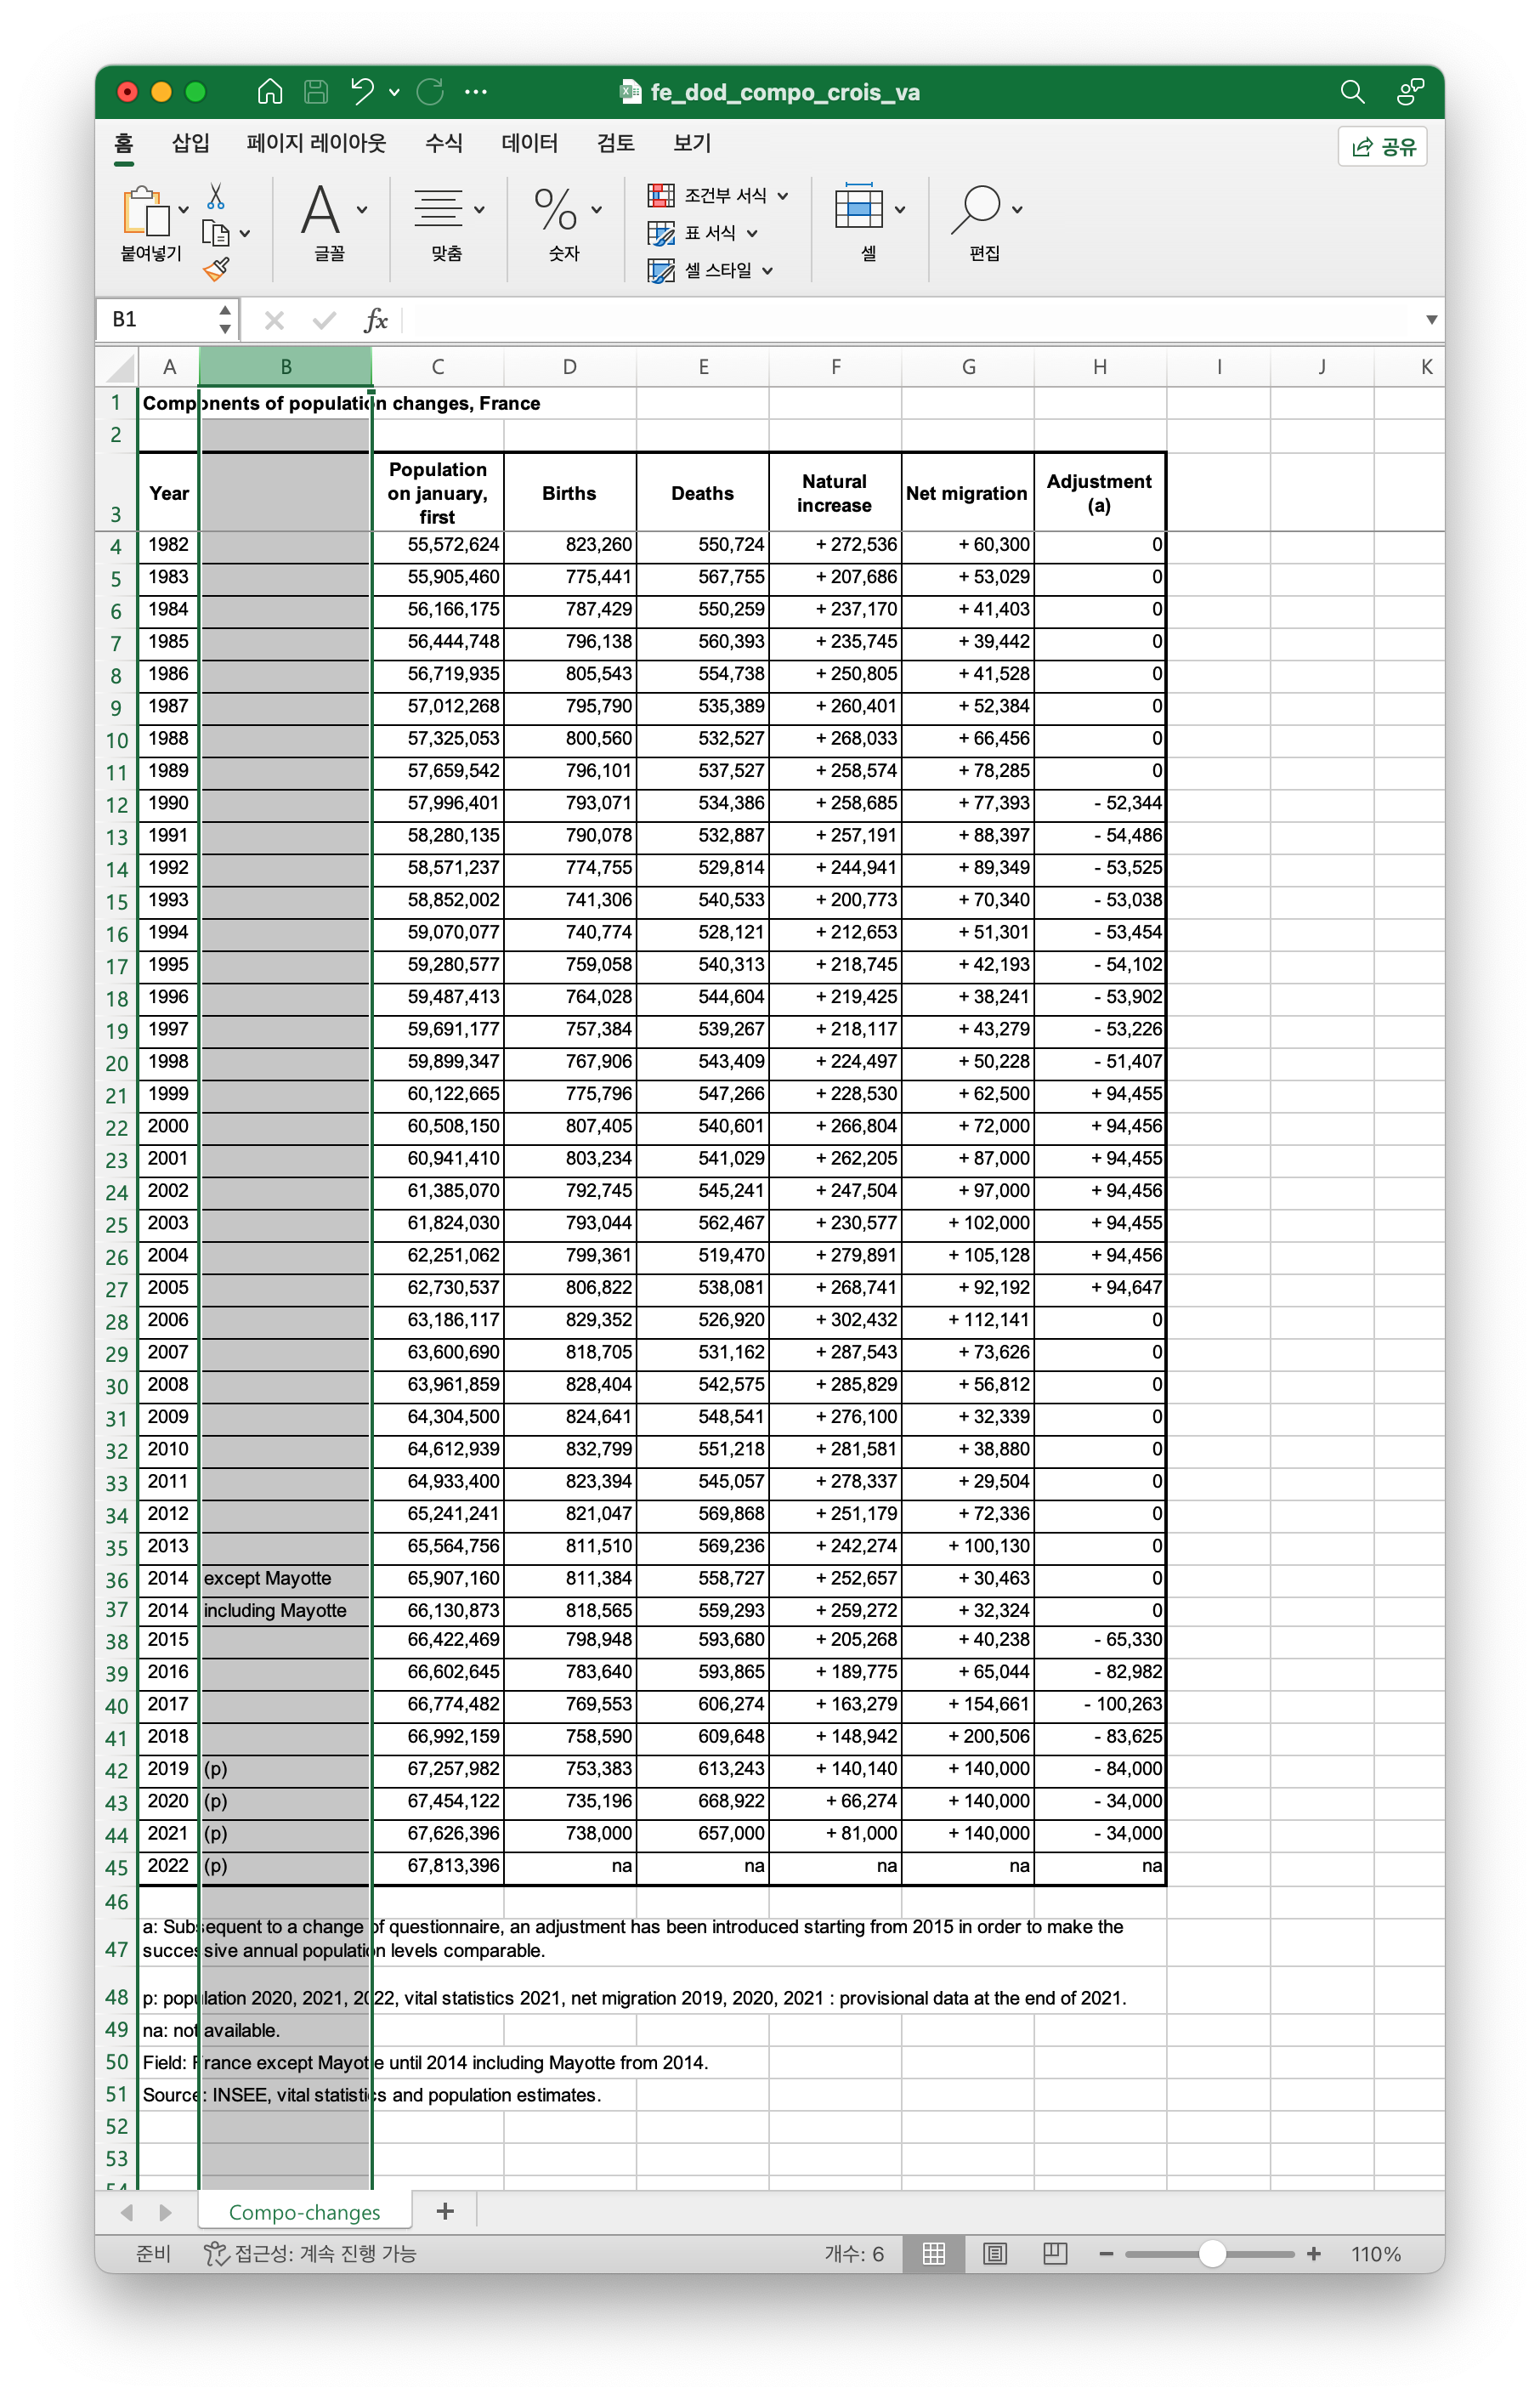 fe_dod_compo_crois_va
홈 삽입 페이지 레이아웃 수식 데이터 검토 보기 공유
붙여넣기 글꼴 맞춤 숫자 조건부 서식 표 서식 셀 스타일 셀 편집
B1 fx
A B C D E F G H I J K
1 Components of population changes, France
2
3 Year Population on january, first Births Deaths Natural increase Net migration Adjustment (a)
4 1982 55,572,624 823,260 550,724 + 272,536 + 60,300 0
5 1983 55,905,460 775,441 567,755 + 207,686 + 53,029 0
6 1984 56,166,175 787,429 550,259 + 237,170 + 41,403 0
7 1985 56,444,748 796,138 560,393 + 235,745 + 39,442 0
8 1986 56,719,935 805,543 554,738 + 250,805 + 41,528 0
9 1987 57,012,268 795,790 535,389 + 260,401 + 52,384 0
10 1988 57,325,053 800,560 532,527 + 268,033 + 66,456 0
11 1989 57,659,542 796,101 537,527 + 258,574 + 78,285 0
12 1990 57,996,401 793,071 534,386 + 258,685 + 77,393 - 52,344
13 1991 58,280,135 790,078 532,887 + 257,191 + 88,397 - 54,486
14 1992 58,571,237 774,755 529,814 + 244,941 + 89,349 - 53,525
15 1993 58,852,002 741,306 540,533 + 200,773 + 70,340 - 53,038
16 1994 59,070,077 740,774 528,121 + 212,653 + 51,301 - 53,454
17 1995 59,280,577 759,058 540,313 + 218,745 + 42,193 - 54,102
18 1996 59,487,413 764,028 544,604 + 219,425 + 38,241 - 53,902
19 1997 59,691,177 757,384 539,267 + 218,117 + 43,279 - 53,226
20 1998 59,899,347 767,906 543,409 + 224,497 + 50,228 - 51,407
21 1999 60,122,665 775,796 547,266 + 228,530 + 62,500 + 94,455
22 2000 60,508,150 807,405 540,601 + 266,804 + 72,000 + 94,456
23 2001 60,941,410 803,234 541,029 + 262,205 + 87,000 + 94,455
24 2002 61,385,070 792,745 545,241 + 247,504 + 97,000 + 94,456
25 2003 61,824,030 793,044 562,467 + 230,577 + 102,000 + 94,455
26 2004 62,251,062 799,361 519,470 + 279,891 + 105,128 + 94,456
27 2005 62,730,537 806,822 538,081 + 268,741 + 92,192 + 94,647
28 2006 63,186,117 829,352 526,920 + 302,432 + 112,141 0
29 2007 63,600,690 818,705 531,162 + 287,543 + 73,626 0
30 2008 63,961,859 828,404 542,575 + 285,829 + 56,812 0
31 2009 64,304,500 824,641 548,541 + 276,100 + 32,339 0
32 2010 64,612,939 832,799 551,218 + 281,581 + 38,880 0
33 2011 64,933,400 823,394 545,057 + 278,337 + 29,504 0
34 2012 65,241,241 821,047 569,868 + 251,179 + 72,336 0
35 2013 65,564,756 811,510 569,236 + 242,274 + 100,130 0
36 2014 except Mayotte 65,907,160 811,384 558,727 + 252,657 + 30,463 0
37 2014 including Mayotte 66,130,873 818,565 559,293 + 259,272 + 32,324 0
38 2015 66,422,469 798,948 593,680 + 205,268 + 40,238 - 65,330
39 2016 66,602,645 783,640 593,865 + 189,775 + 65,044 - 82,982
40 2017 66,774,482 769,553 606,274 + 163,279 + 154,661 - 100,263
41 2018 66,992,159 758,590 609,648 + 148,942 + 200,506 - 83,625
42 2019 (p) 67,257,982 753,383 613,243 + 140,140 + 140,000 - 84,000
43 2020 (p) 67,454,122 735,196 668,922 + 66,274 + 140,000 - 34,000
44 2021 (p) 67,626,396 738,000 657,000 + 81,000 + 140,000 - 34,000
45 2022 (p) 67,813,396 na na na na na
46
a: Subsequent to a change of questionnaire, an adjustment has been introduced starting from 2015 in order to make the
47 successive annual population levels comparable.
48 p: population 2020, 2021, 2022, vital statistics 2021, net migration 2019, 2020, 2021 : provisional data at the end of 2021.
49 na: not available.
50 Field: France except Mayotte until 2014 including Mayotte from 2014.
51 Source: INSEE, vital statistics and population estimates.
52
53
54
Compo-changes
준비 접근성: 계속 진행 가능 개수: 6 110%